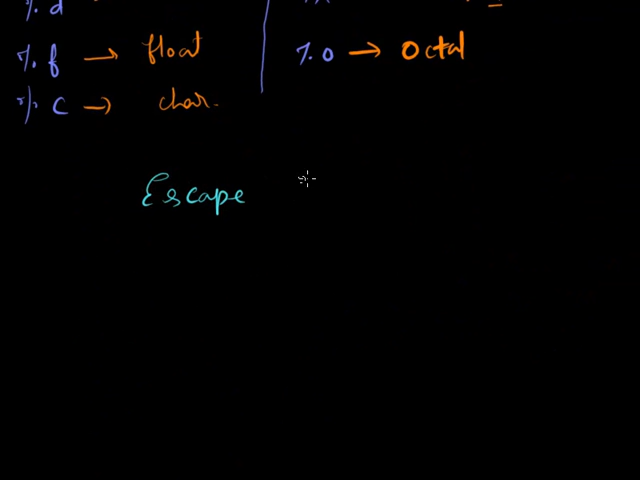 %d
%f → float
%c → char.
%o → Octal
Escape